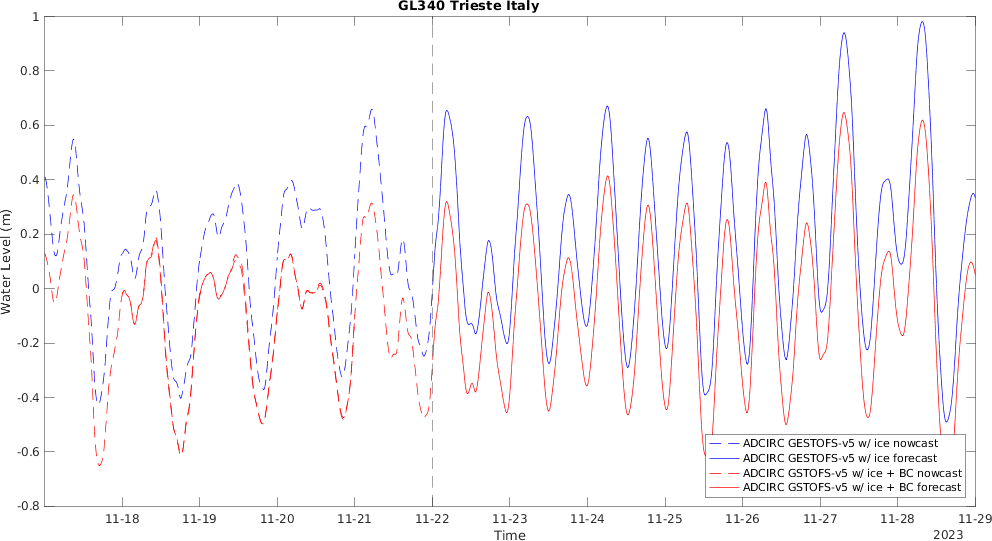 GL340 Trieste Italy
1
0.8
0.6
0.4
0.2
0
-0.2
-0.4
-0.6
-0.8
Water Level (m)
ADCIRC GESTOFS-v5 w/ ice nowcast
ADCIRC GESTOFS-v5 w/ ice forecast
ADCIRC GSTOFS-v5 w/ ice + BC nowcast
ADCIRC GSTOFS-v5 w/ ice + BC forecast
11-18 11-19 11-20 11-21 11-22 11-23 11-24 11-25 11-26 11-27 11-28 11-29
Time
2023